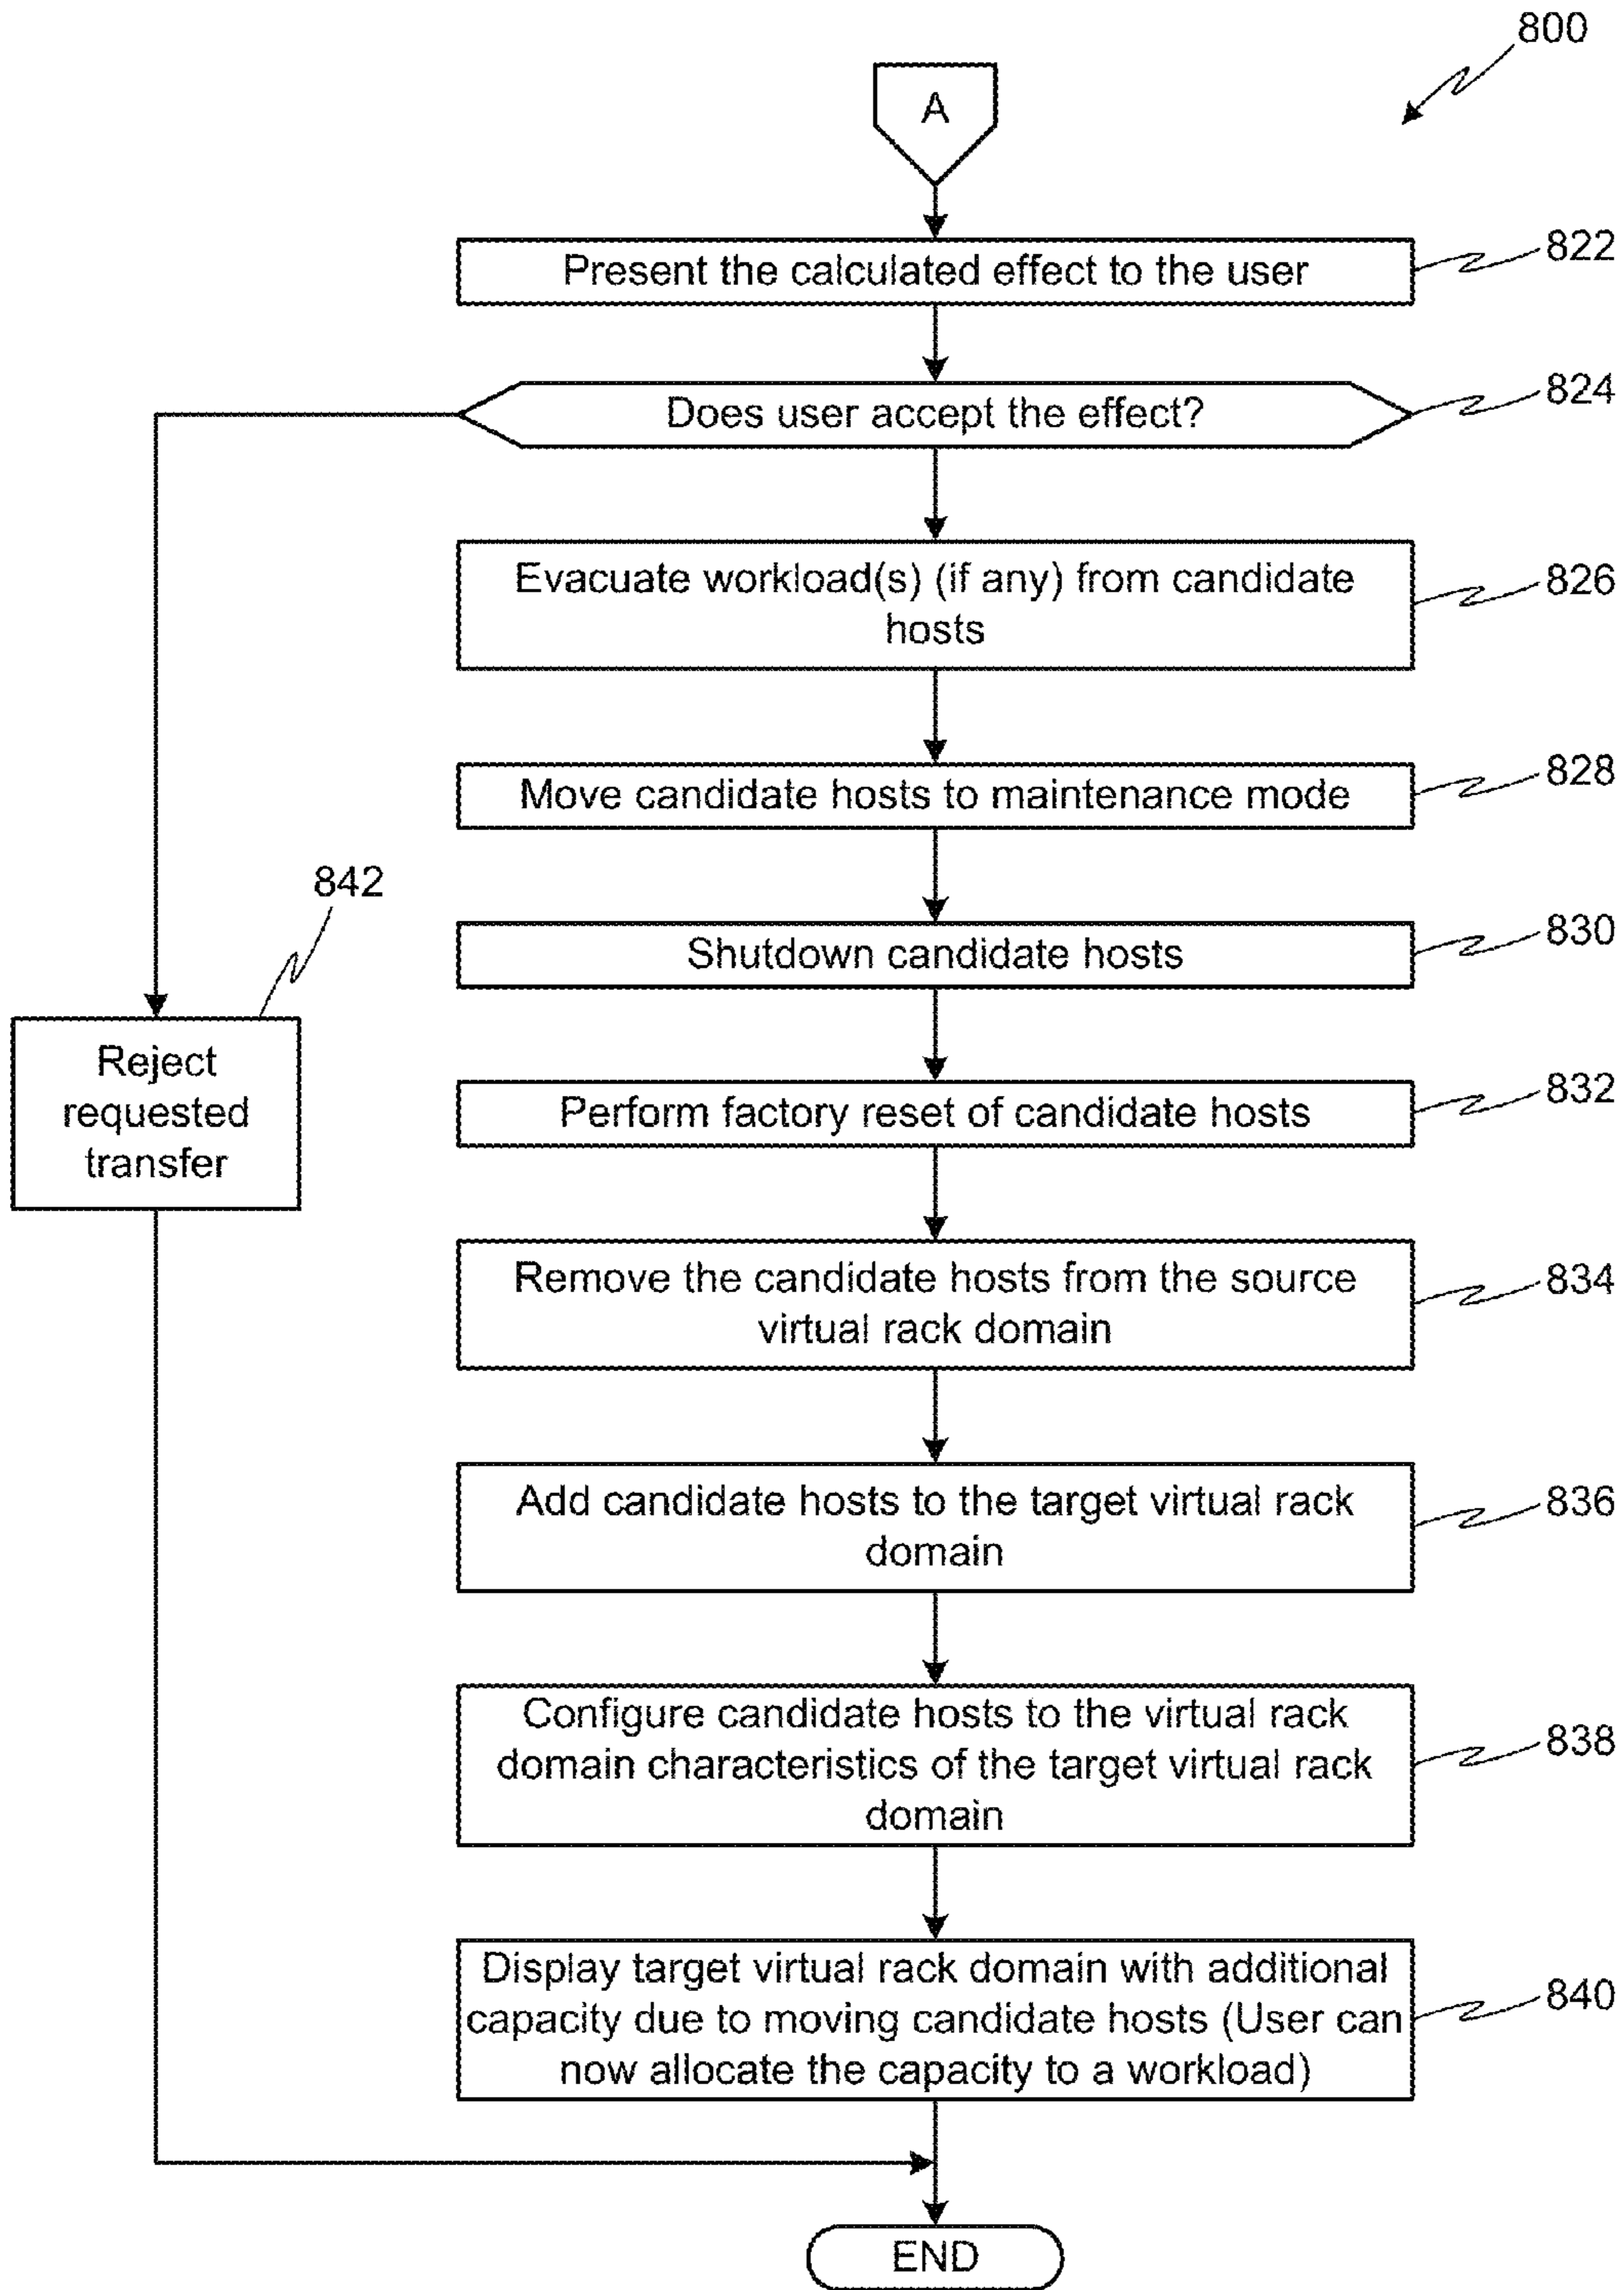 800
A
Present the calculated effect to the user
822
Does user accept the effect?
824
Evacuate workload(s) (if any) from candidate
hosts
826
Move candidate hosts to maintenance mode
828
842
Shutdown candidate hosts
830
Reject
requested
transfer
Perform factory reset of candidate hosts
832
Remove the candidate hosts from the source
virtual rack domain
834
Add candidate hosts to the target virtual rack
domain
836
Configure candidate hosts to the virtual rack
domain characteristics of the target virtual rack
domain
838
Display target virtual rack domain with additional
capacity due to moving candidate hosts (User can
now allocate the capacity to a workload)
840
END